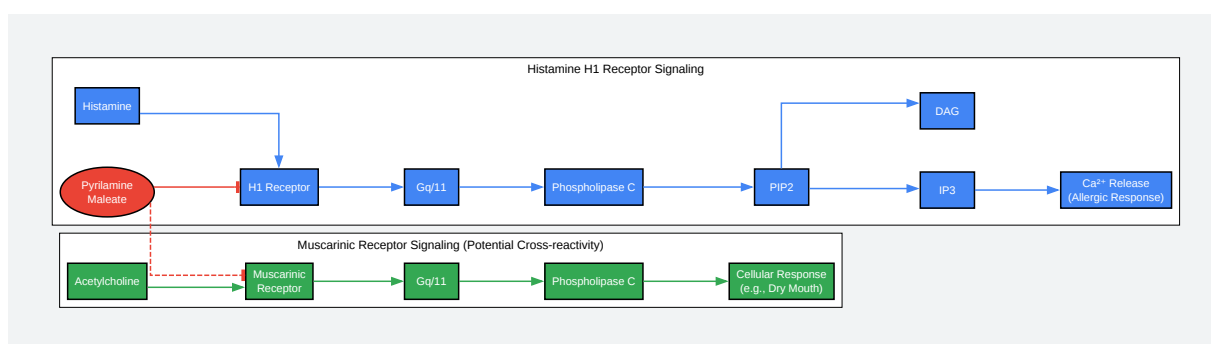 Histamine H1 Receptor Signaling
Histamine
DAG
Pyrilamine
Maleate
H1 Receptor
Gq/11
Phospholipase C
PIP2
IP3
Ca²⁺ Release
(Allergic Response)
Muscarinic Receptor Signaling (Potential Cross-reactivity)
Acetylcholine
Muscarinic
Receptor
Gq/11
Phospholipase C
Cellular Response
(e.g., Dry Mouth)